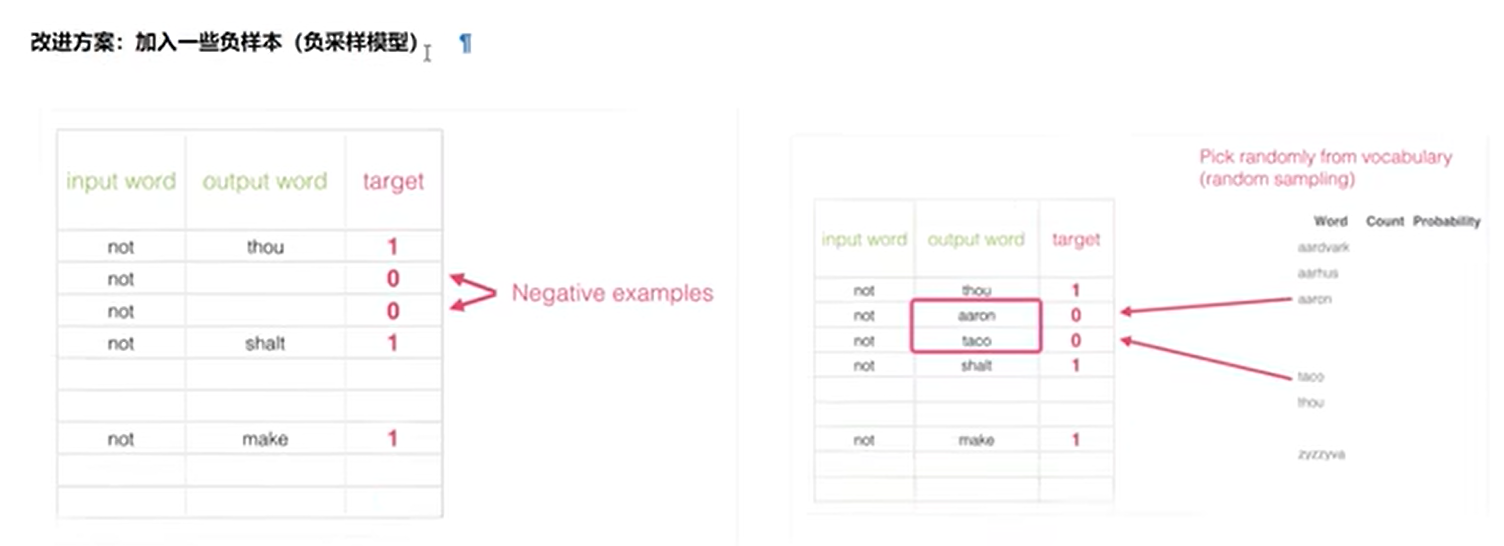 改进方案：加入一些负样本（负采样模型） ¶
input word output word target
not thou 1
not 0
not 0
not shalt 1
not make 1
Negative examples
Pick randomly from vocabulary
(random sampling)
input word output word target
not thou 1
not aaron 0
not taco 0
not shalt 1
not make 1
Word Count Probability
aardvark
aarhus
aaron
taco
thou
zyzzyva